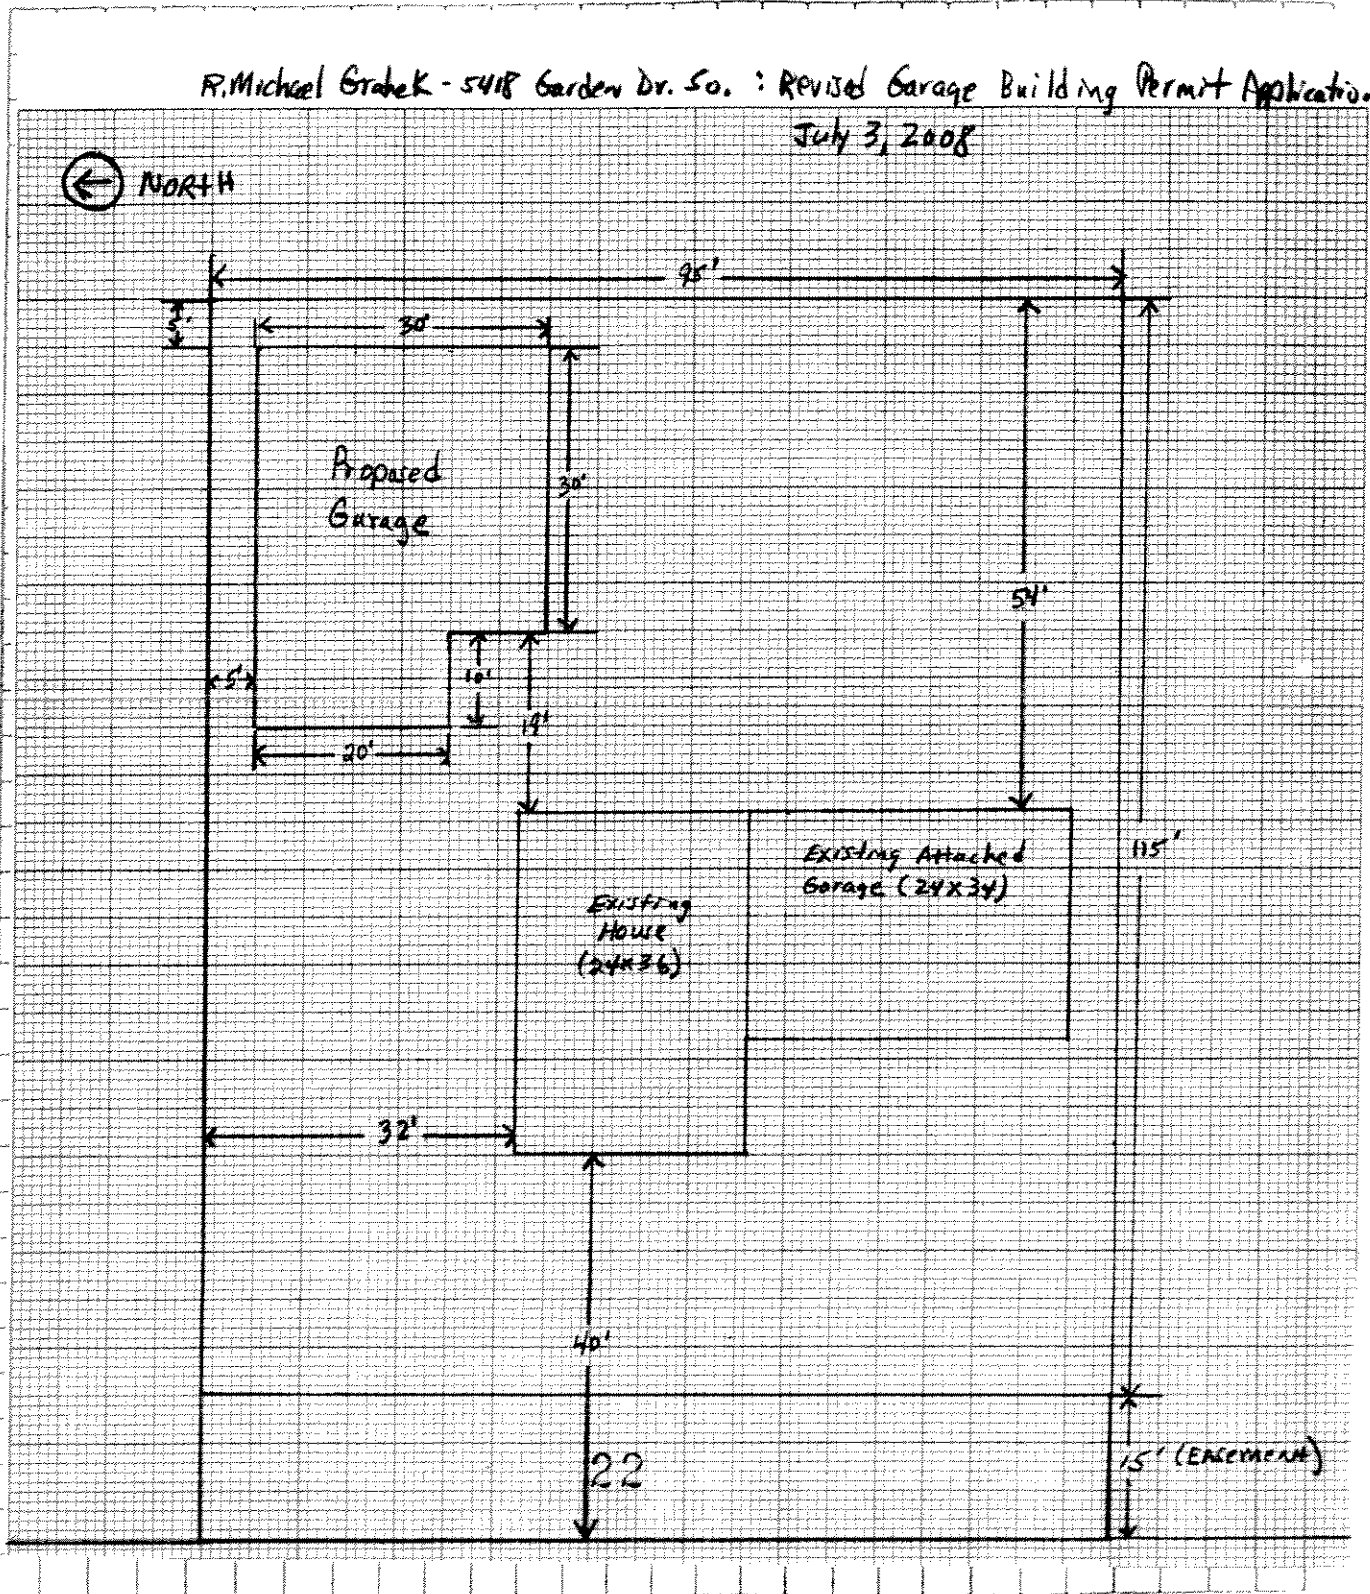 R. Michael Grahek - 5418 Garden Dr. So. : Revised Garage Building Permit Application
July 3, 2008
NORTH
95'
5'
30'
Proposed
Garage
30'
54'
5'
10'
19'
20'
Existing Attached
Garage (24x34)
115'
Existing
House
(24x36)
32'
40'
22
15' (Easement)